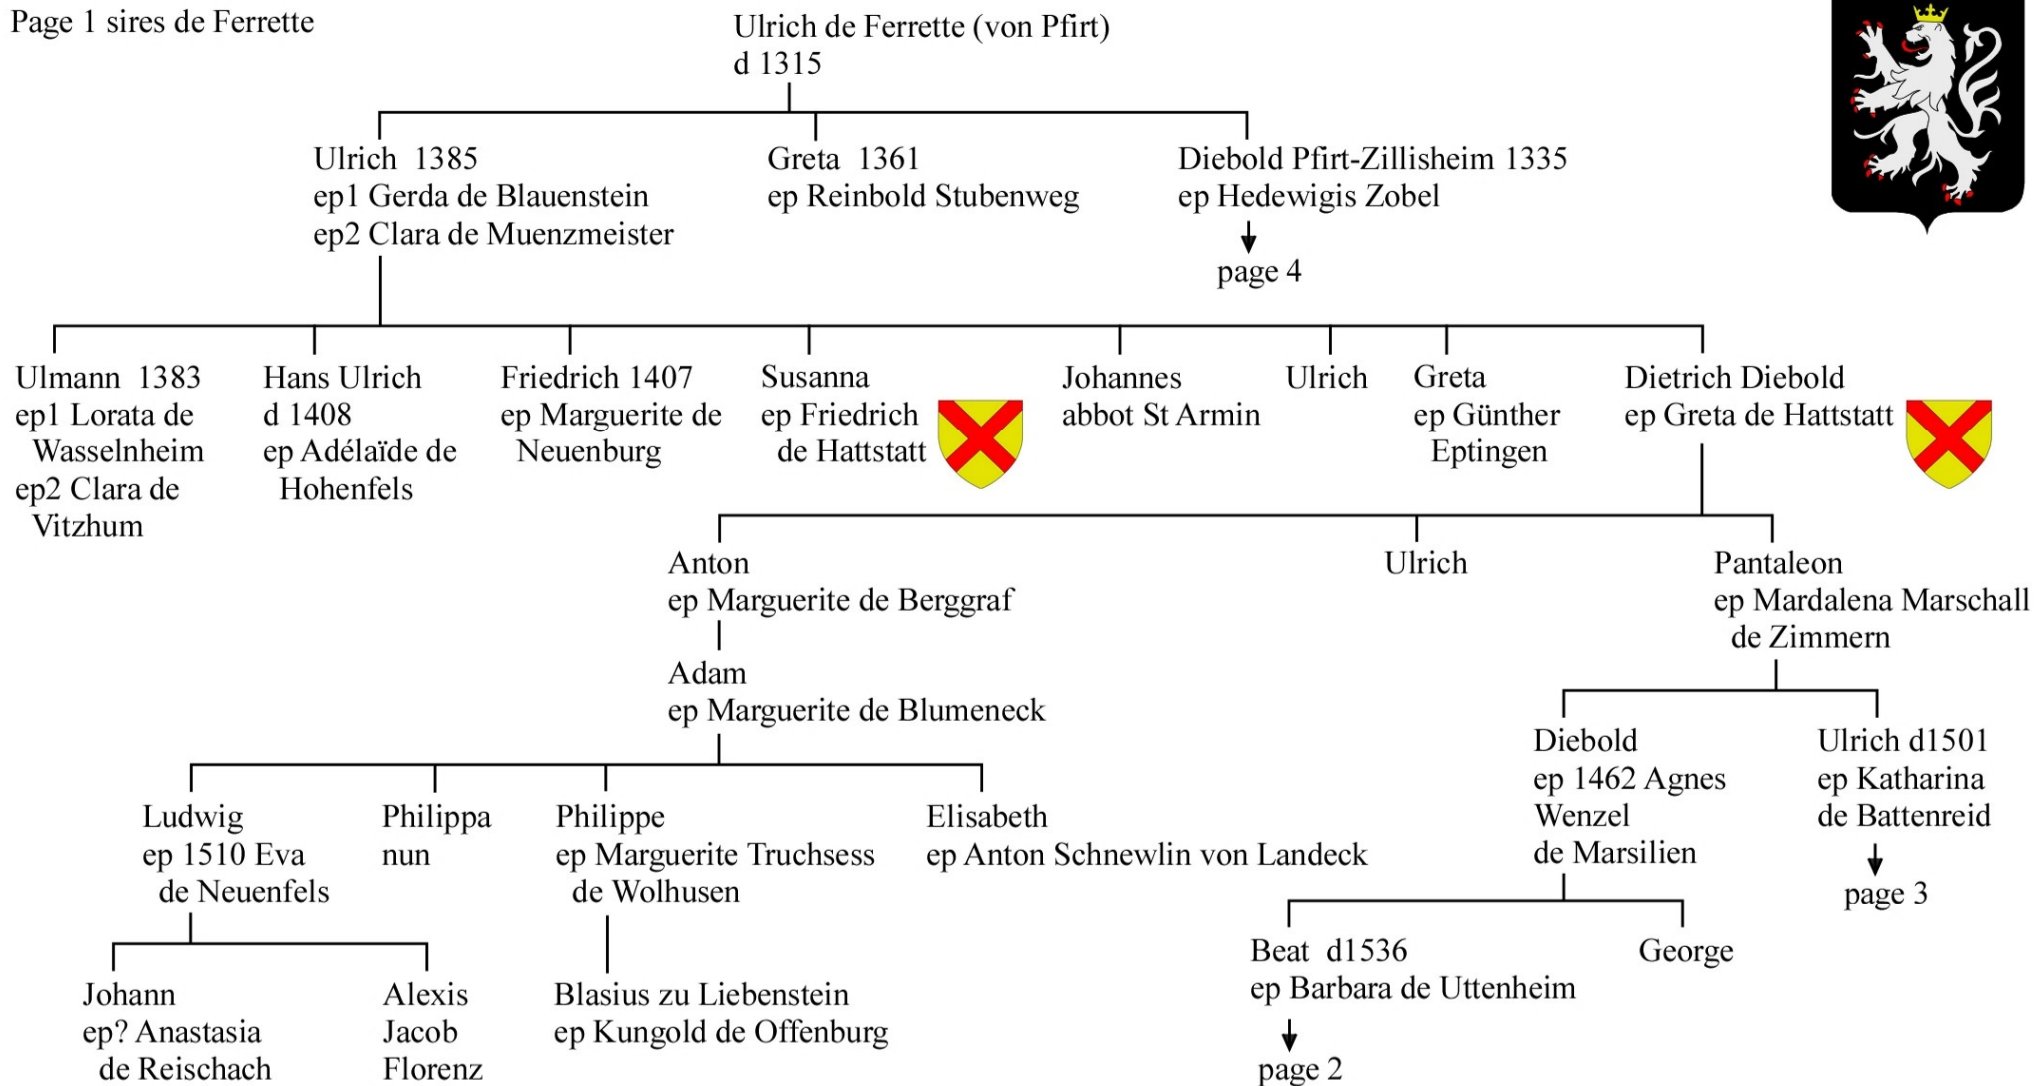 Page 1 sires de Ferrette
Ulrich de Ferrette (von Pfirt)
d 1315
Ulrich  1385
ep1 Gerda de Blauenstein
ep2 Clara de Muenzmeister
Greta  1361
ep Reinbold Stubenweg
Diebold Pfirt-Zillisheim 1335
ep Hedewigis Zobel
page 4
Ulmann  1383
ep1 Lorata de
Wasselnheim
ep2 Clara de
Vitzhum
Hans Ulrich
d 1408
ep Adélaïde de
Hohenfels
Friedrich 1407
ep Marguerite de
Neuenburg
Susanna
ep Friedrich
de Hattstatt
Johannes
abbot St Armin
Ulrich
Greta
ep Günther
Eptingen
Dietrich Diebold
ep Greta de Hattstatt
Anton
ep Marguerite de Berggraf
Ulrich
Pantaleon
ep Mardalena Marschall
de Zimmern
Adam
ep Marguerite de Blumeneck
Diebold
ep 1462 Agnes
Wenzel
de Marsilien
Ulrich d1501
ep Katharina
de Battenreid
page 3
Ludwig
ep 1510 Eva
de Neuenfels
Philippa
nun
Philippe
ep Marguerite Truchsess
de Wolhusen
Elisabeth
ep Anton Schnewlin von Landeck
Beat  d1536
ep Barbara de Uttenheim
page 2
George
Johann
ep? Anastasia
de Reischach
Alexis
Jacob
Florenz
Blasius zu Liebenstein
ep Kungold de Offenburg